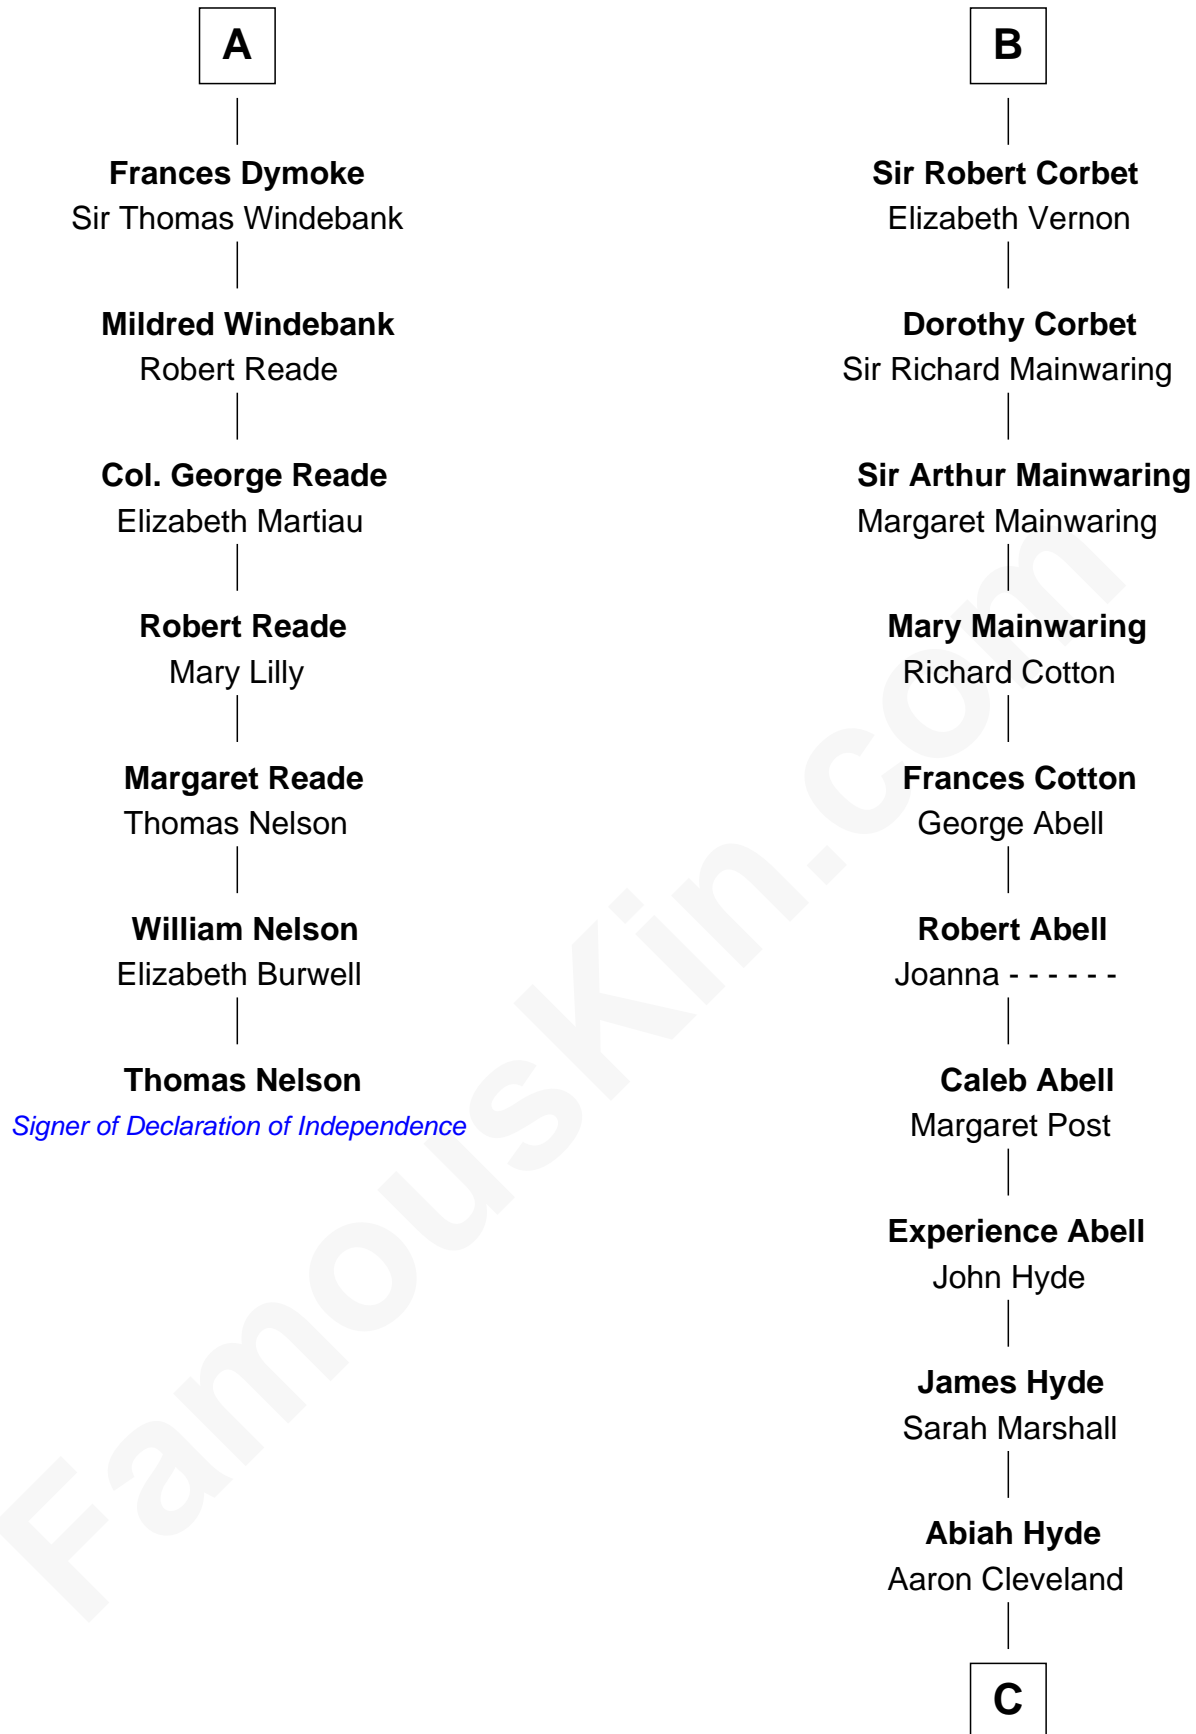 A
Frances Dymoke
Sir Thomas Windebank
Mildred Windebank
Robert Reade
Col. George Reade
Elizabeth Martiau
Robert Reade
Mary Lilly
Margaret Reade
Thomas Nelson
William Nelson
Elizabeth Burwell
Thomas Nelson
Signer of Declaration of Independence
B
Sir Robert Corbet
Elizabeth Vernon
Dorothy Corbet
Sir Richard Mainwaring
Sir Arthur Mainwaring
Margaret Mainwaring
Mary Mainwaring
Richard Cotton
Frances Cotton
George Abell
Robert Abell
Joanna - - - - - -
Caleb Abell
Margaret Post
Experience Abell
John Hyde
James Hyde
Sarah Marshall
Abiah Hyde
Aaron Cleveland
C
FamousKin.com